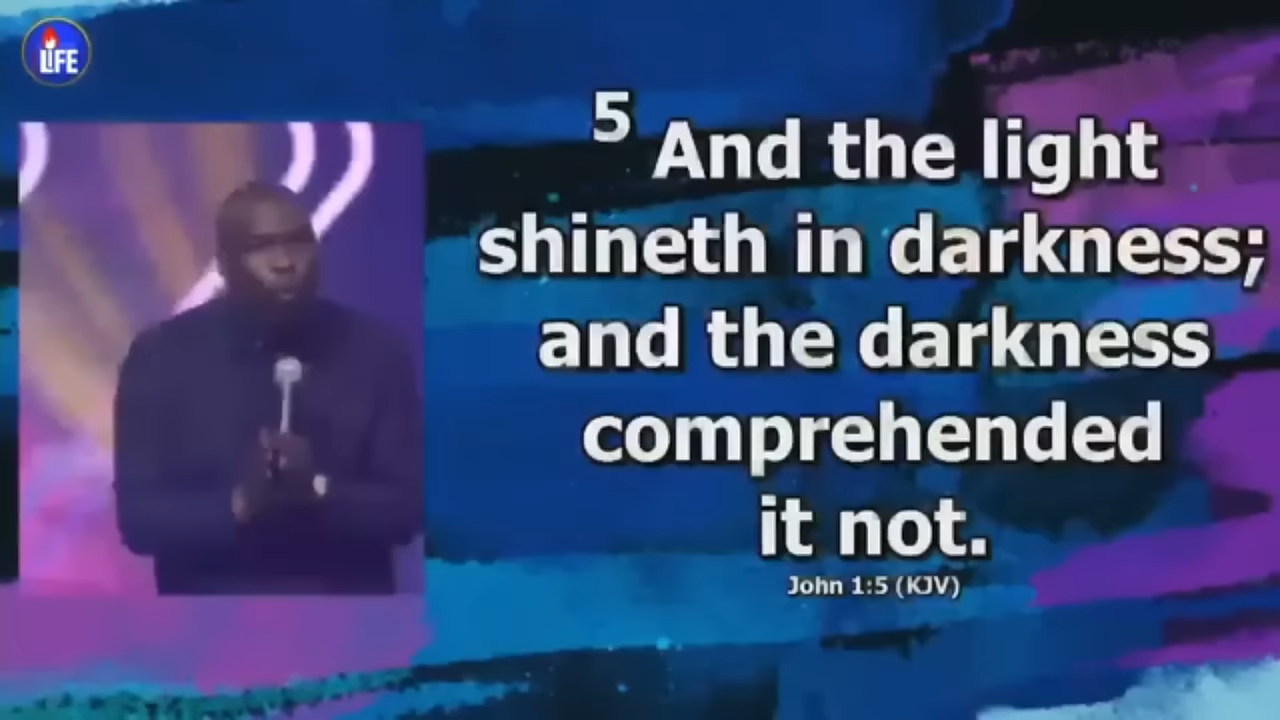 LIFE
5 And the light
shineth in darkness;
and the darkness
comprehended
it not.
John 1:5 (KJV)